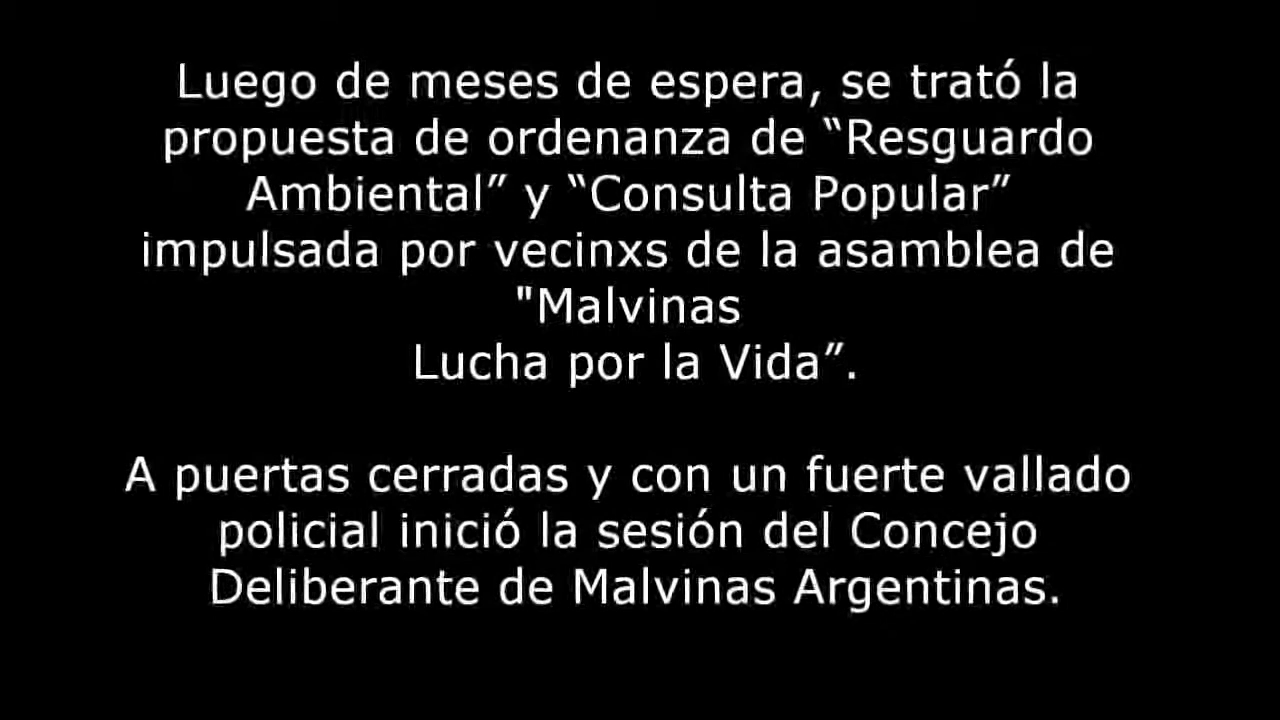 Luego de meses de espera, se trató la
propuesta de ordenanza de “Resguardo
Ambiental” y “Consulta Popular”
impulsada por vecinxs de la asamblea de
"Malvinas
Lucha por la Vida”.
A puertas cerradas y con un fuerte vallado
policial inició la sesión del Concejo
Deliberante de Malvinas Argentinas.